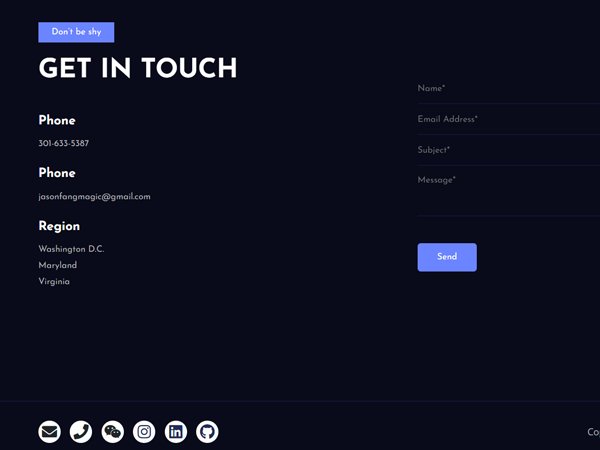 Don't be shy
GET IN TOUCH
Phone
301-633-5387
Phone
jasonfangmagic@gmail.com
Region
Washington D.C.
Maryland
Virginia
Name*
Email Address*
Subject*
Message*
Send